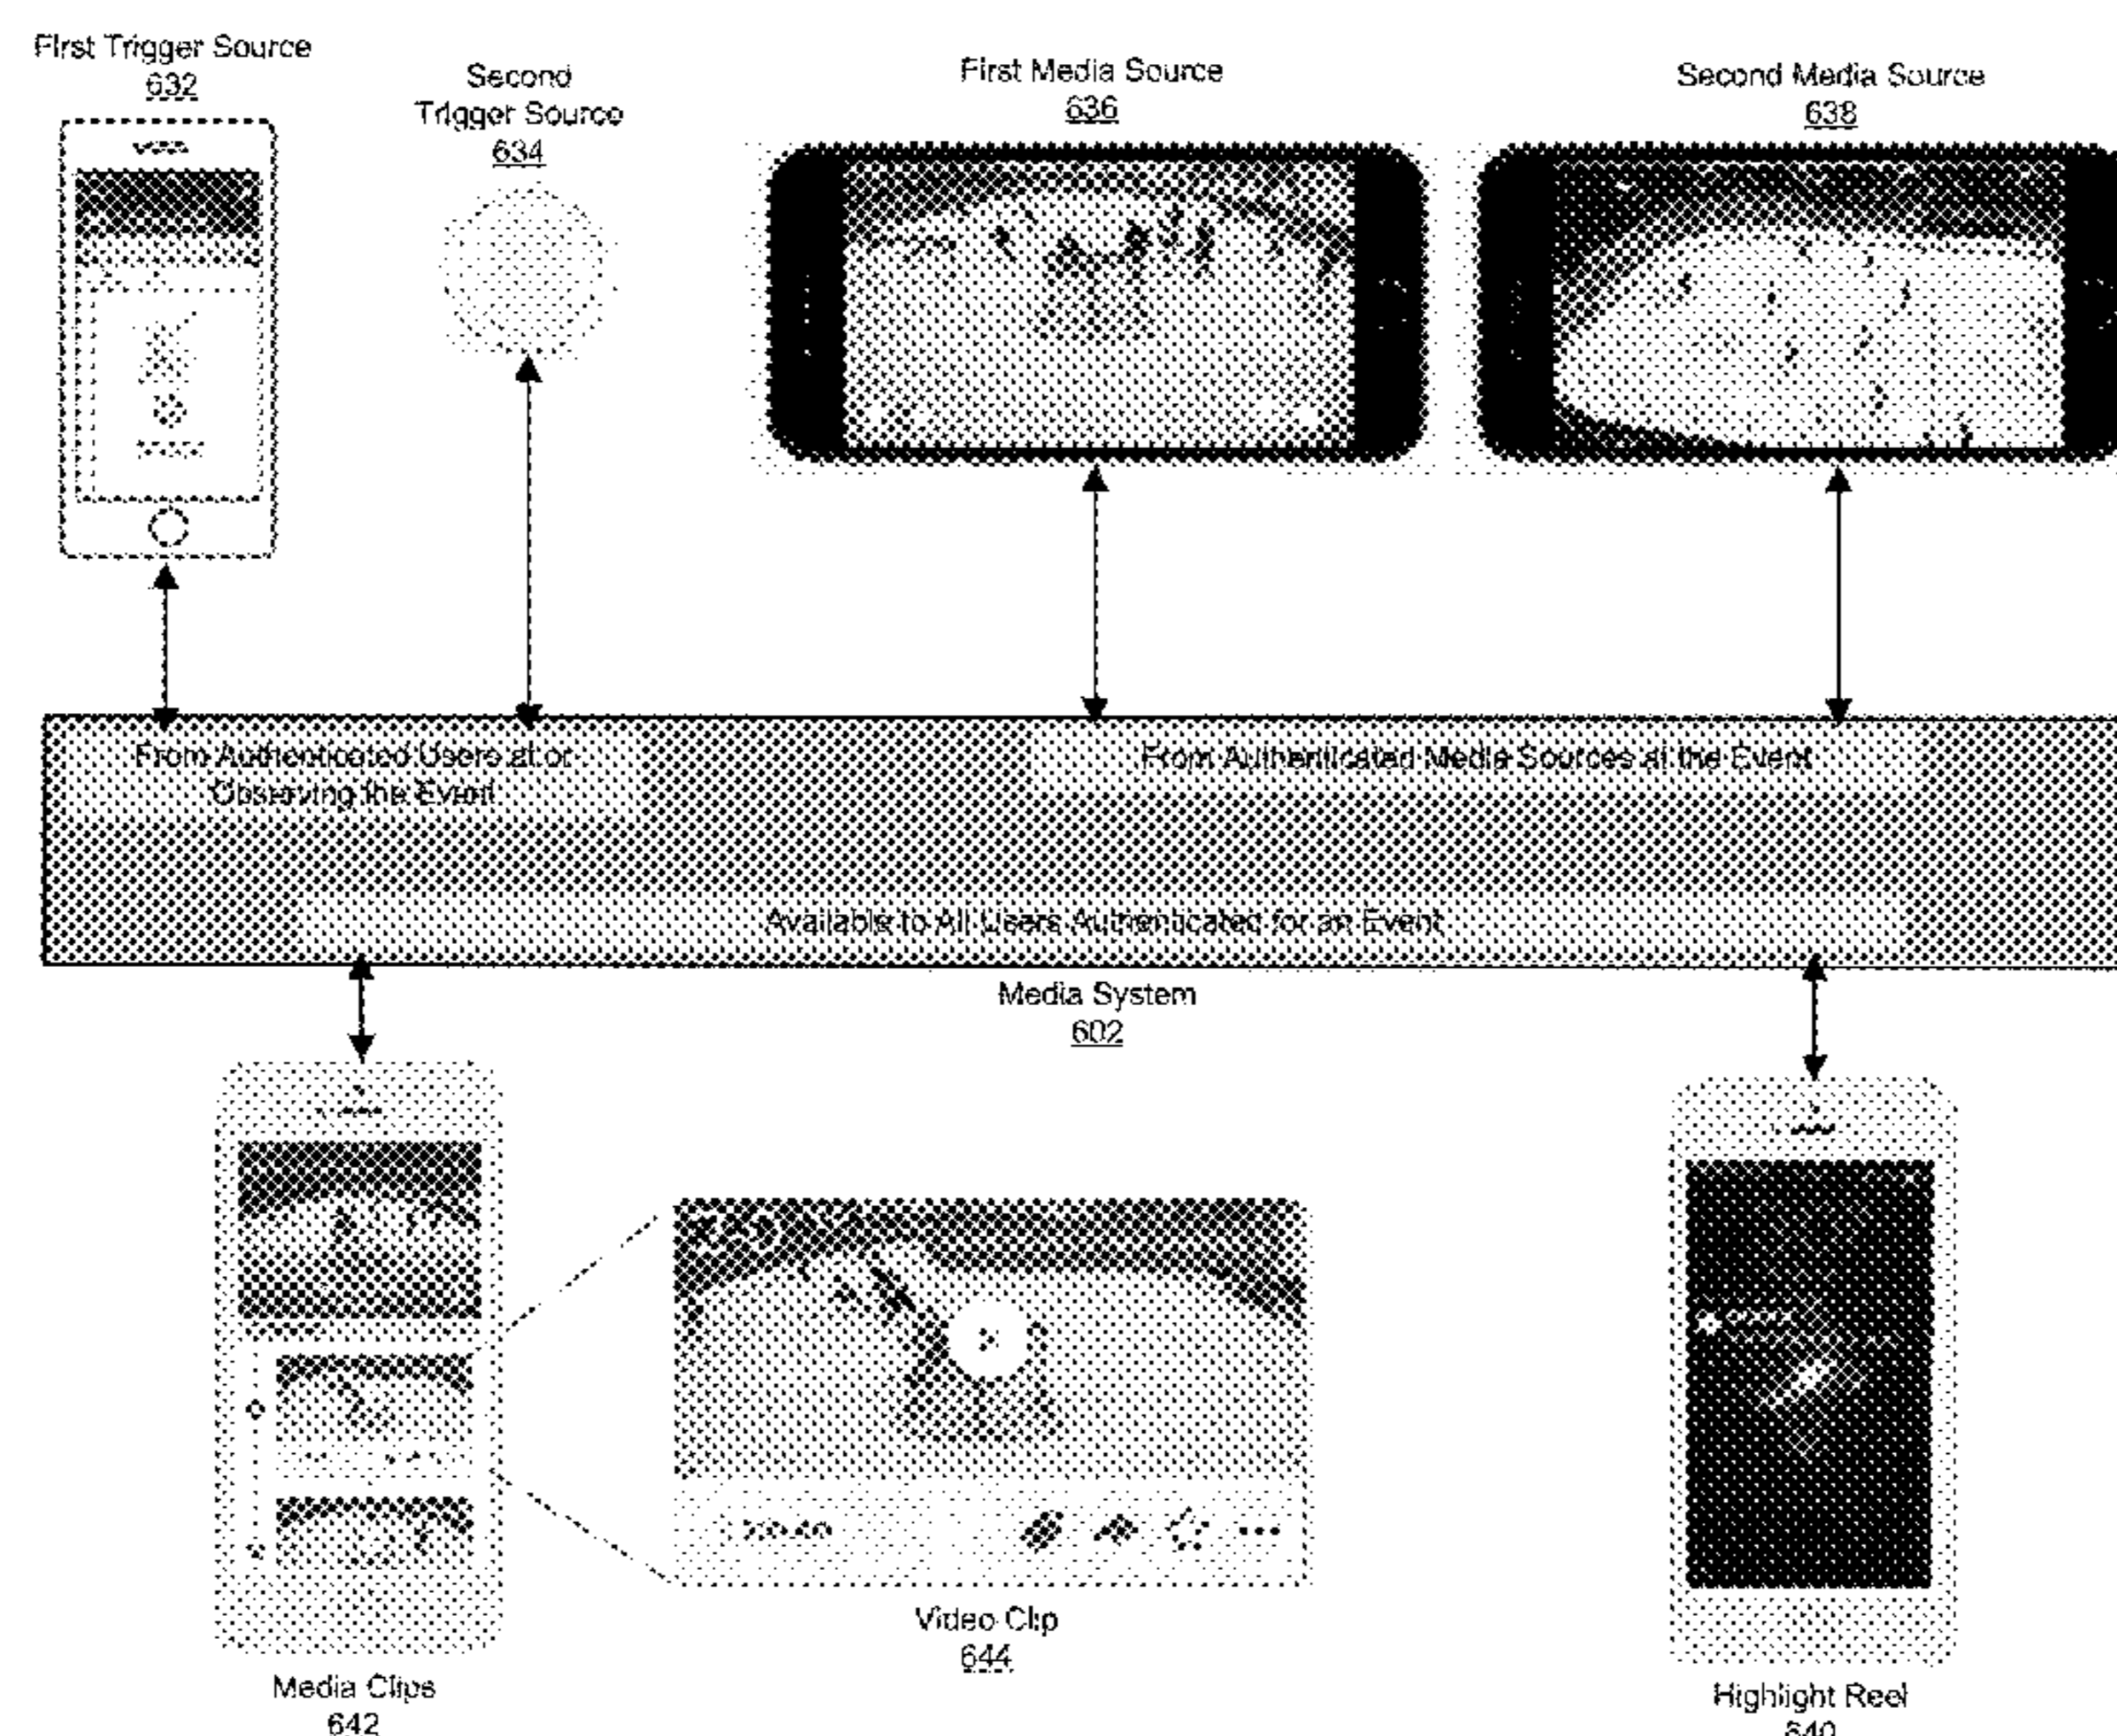 First Trigger Source
632
Second
Trigger Source
634
First Media Source
636
Second Media Source
638
From Authenticated Users at or
Observing the Event
From Authenticated Media Sources at the Event
Available to All Users Authenticated for an Event
Media System
602
Video Clip
644
Media Clips
642
Highlight Reel
640